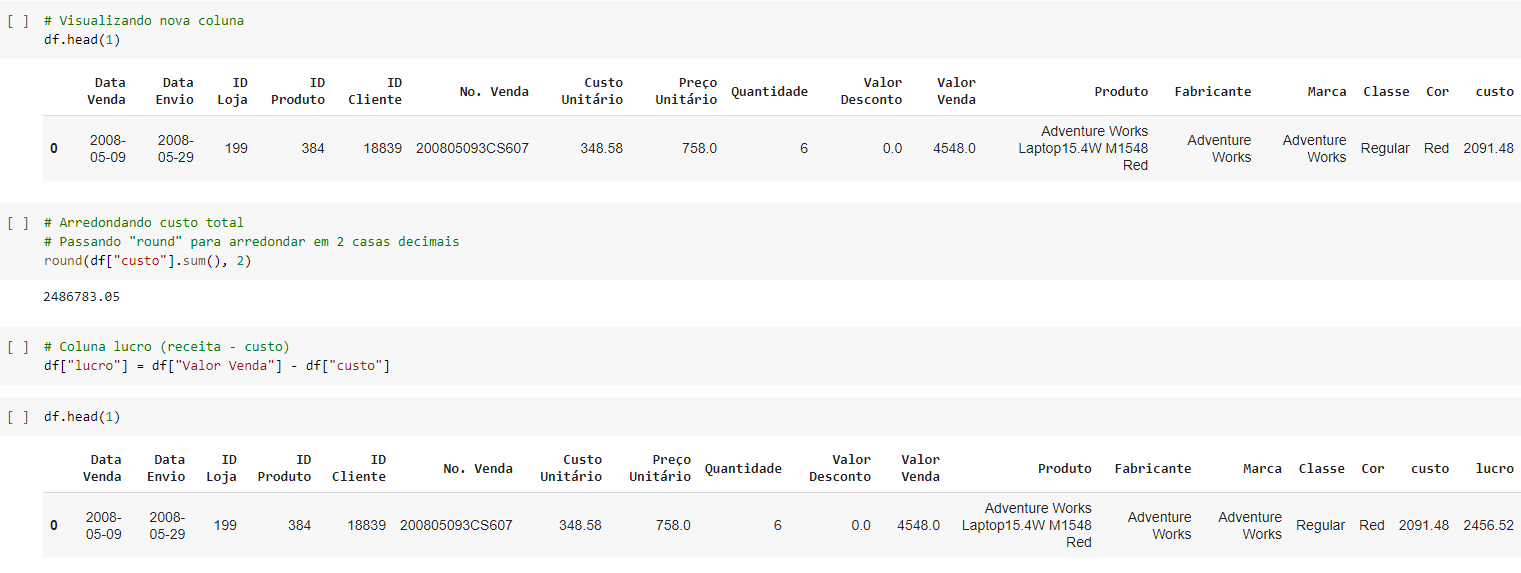 [ ] # Visualizando nova coluna
df.head(1)
Data Venda Data Envio ID Loja ID Produto ID Cliente No. Venda Custo Unitário Preço Unitário Quantidade Valor Desconto Valor Venda Produto Fabricante Marca Classe Cor custo
0 2008-05-09 2008-05-29 199 384 18839 200805093CS607 348.58 758.0 6 0.0 4548.0 Adventure Works Laptop15.4W M1548 Red Adventure Works Adventure Works Regular Red 2091.48
[ ] # Arredondando custo total
# Passando "round" para arredondar em 2 casas decimais
round(df["custo"].sum(), 2)
2486783.05
[ ] # Coluna lucro (receita - custo)
df["lucro"] = df["Valor Venda"] - df["custo"]
[ ] df.head(1)
Data Venda Data Envio ID Loja ID Produto ID Cliente No. Venda Custo Unitário Preço Unitário Quantidade Valor Desconto Valor Venda Produto Fabricante Marca Classe Cor custo lucro
0 2008-05-09 2008-05-29 199 384 18839 200805093CS607 348.58 758.0 6 0.0 4548.0 Adventure Works Laptop15.4W M1548 Red Adventure Works Adventure Works Regular Red 2091.48 2456.52